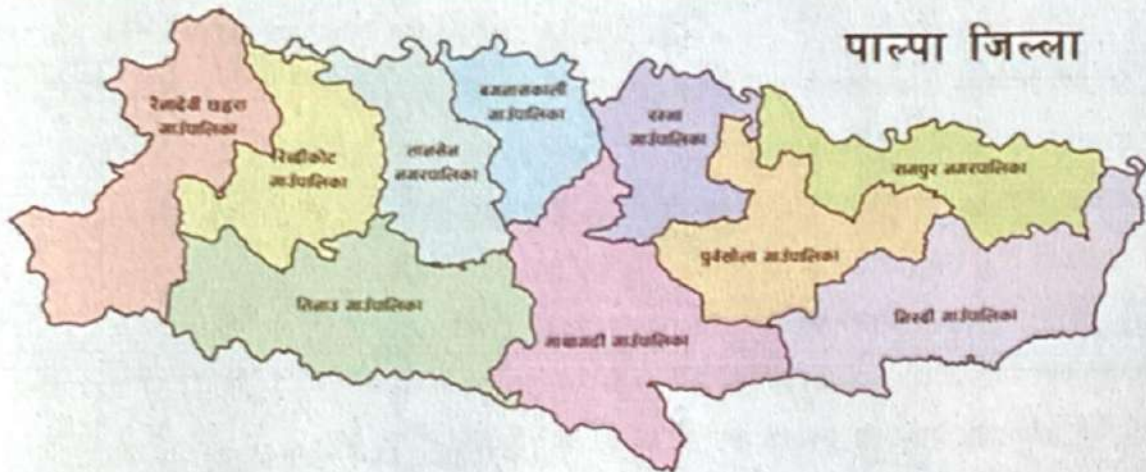 पाल्पा जिल्ला
रैनादेवी छहरा
गाउँपालिका
रिब्दीकोट
गाउँपालिका
तानसेन
नगरपालिका
बगनासकाली
गाउँपालिका
रम्भा
गाउँपालिका
रामपुर नगरपालिका
पुर्वखोला गाउँपालिका
तिनाउ गाउँपालिका
माथागढी गाउँपालिका
निस्दी गाउँपालिका